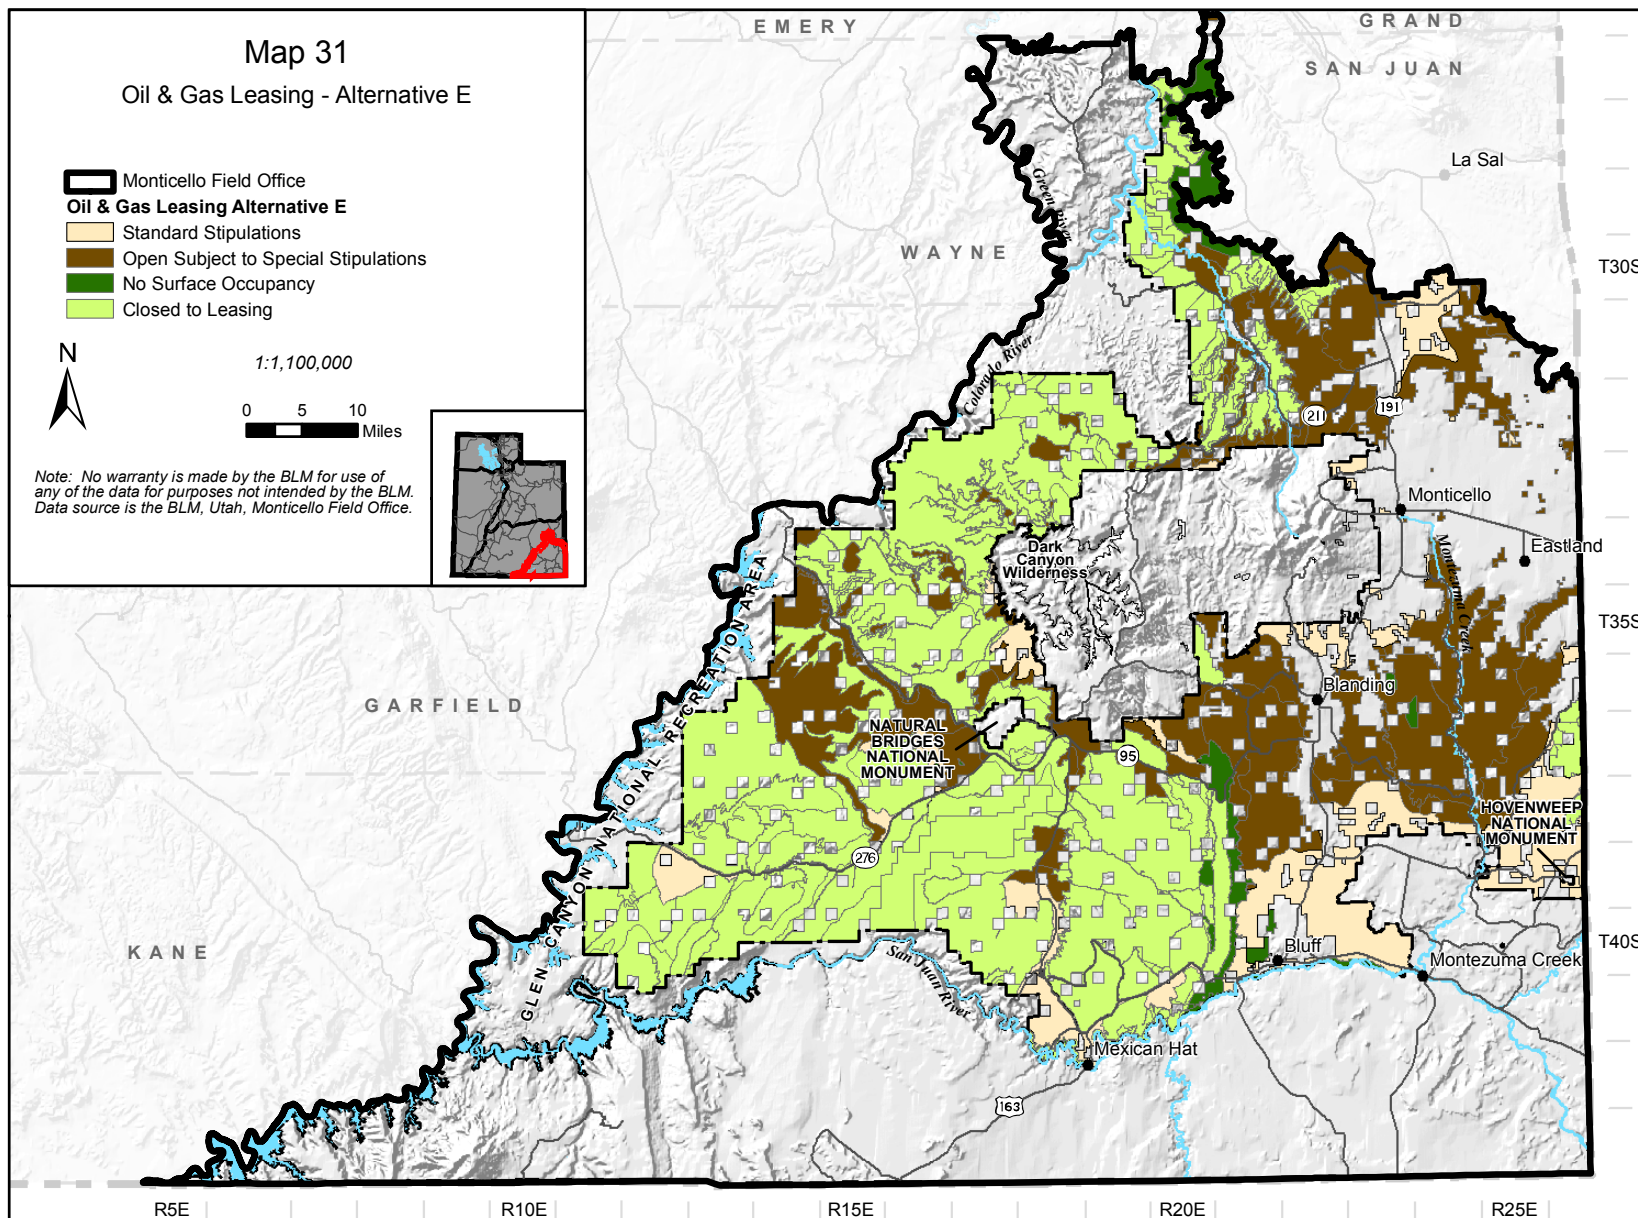 Map 31
Oil & Gas Leasing - Alternative E
Monticello Field Office
Oil & Gas Leasing Alternative E
Standard Stipulations
Open Subject to Special Stipulations
No Surface Occupancy
Closed to Leasing
N
1:1,100,000
0 5 10
Miles
Note: No warranty is made by the BLM for use of
any of the data for purposes not intended by the BLM.
Data source is the BLM, Utah, Monticello Field Office.
EMERY
GRAND
SAN JUAN
La Sal
Green River
WAYNE
T30S
Colorado River
211
191
Monticello
Eastland
Dark
Canyon
Wilderness
Montezuma Creek
T35S
GARFIELD
Blanding
NATURAL
BRIDGES
NATIONAL
MONUMENT
95
HOVENWEEP
NATIONAL
MONUMENT
276
GLEN CANYON NATIONAL RECREATION AREA
KANE
San Juan River
Bluff
T40S
Montezuma Creek
Mexican Hat
163
R5E
R10E
R15E
R20E
R25E